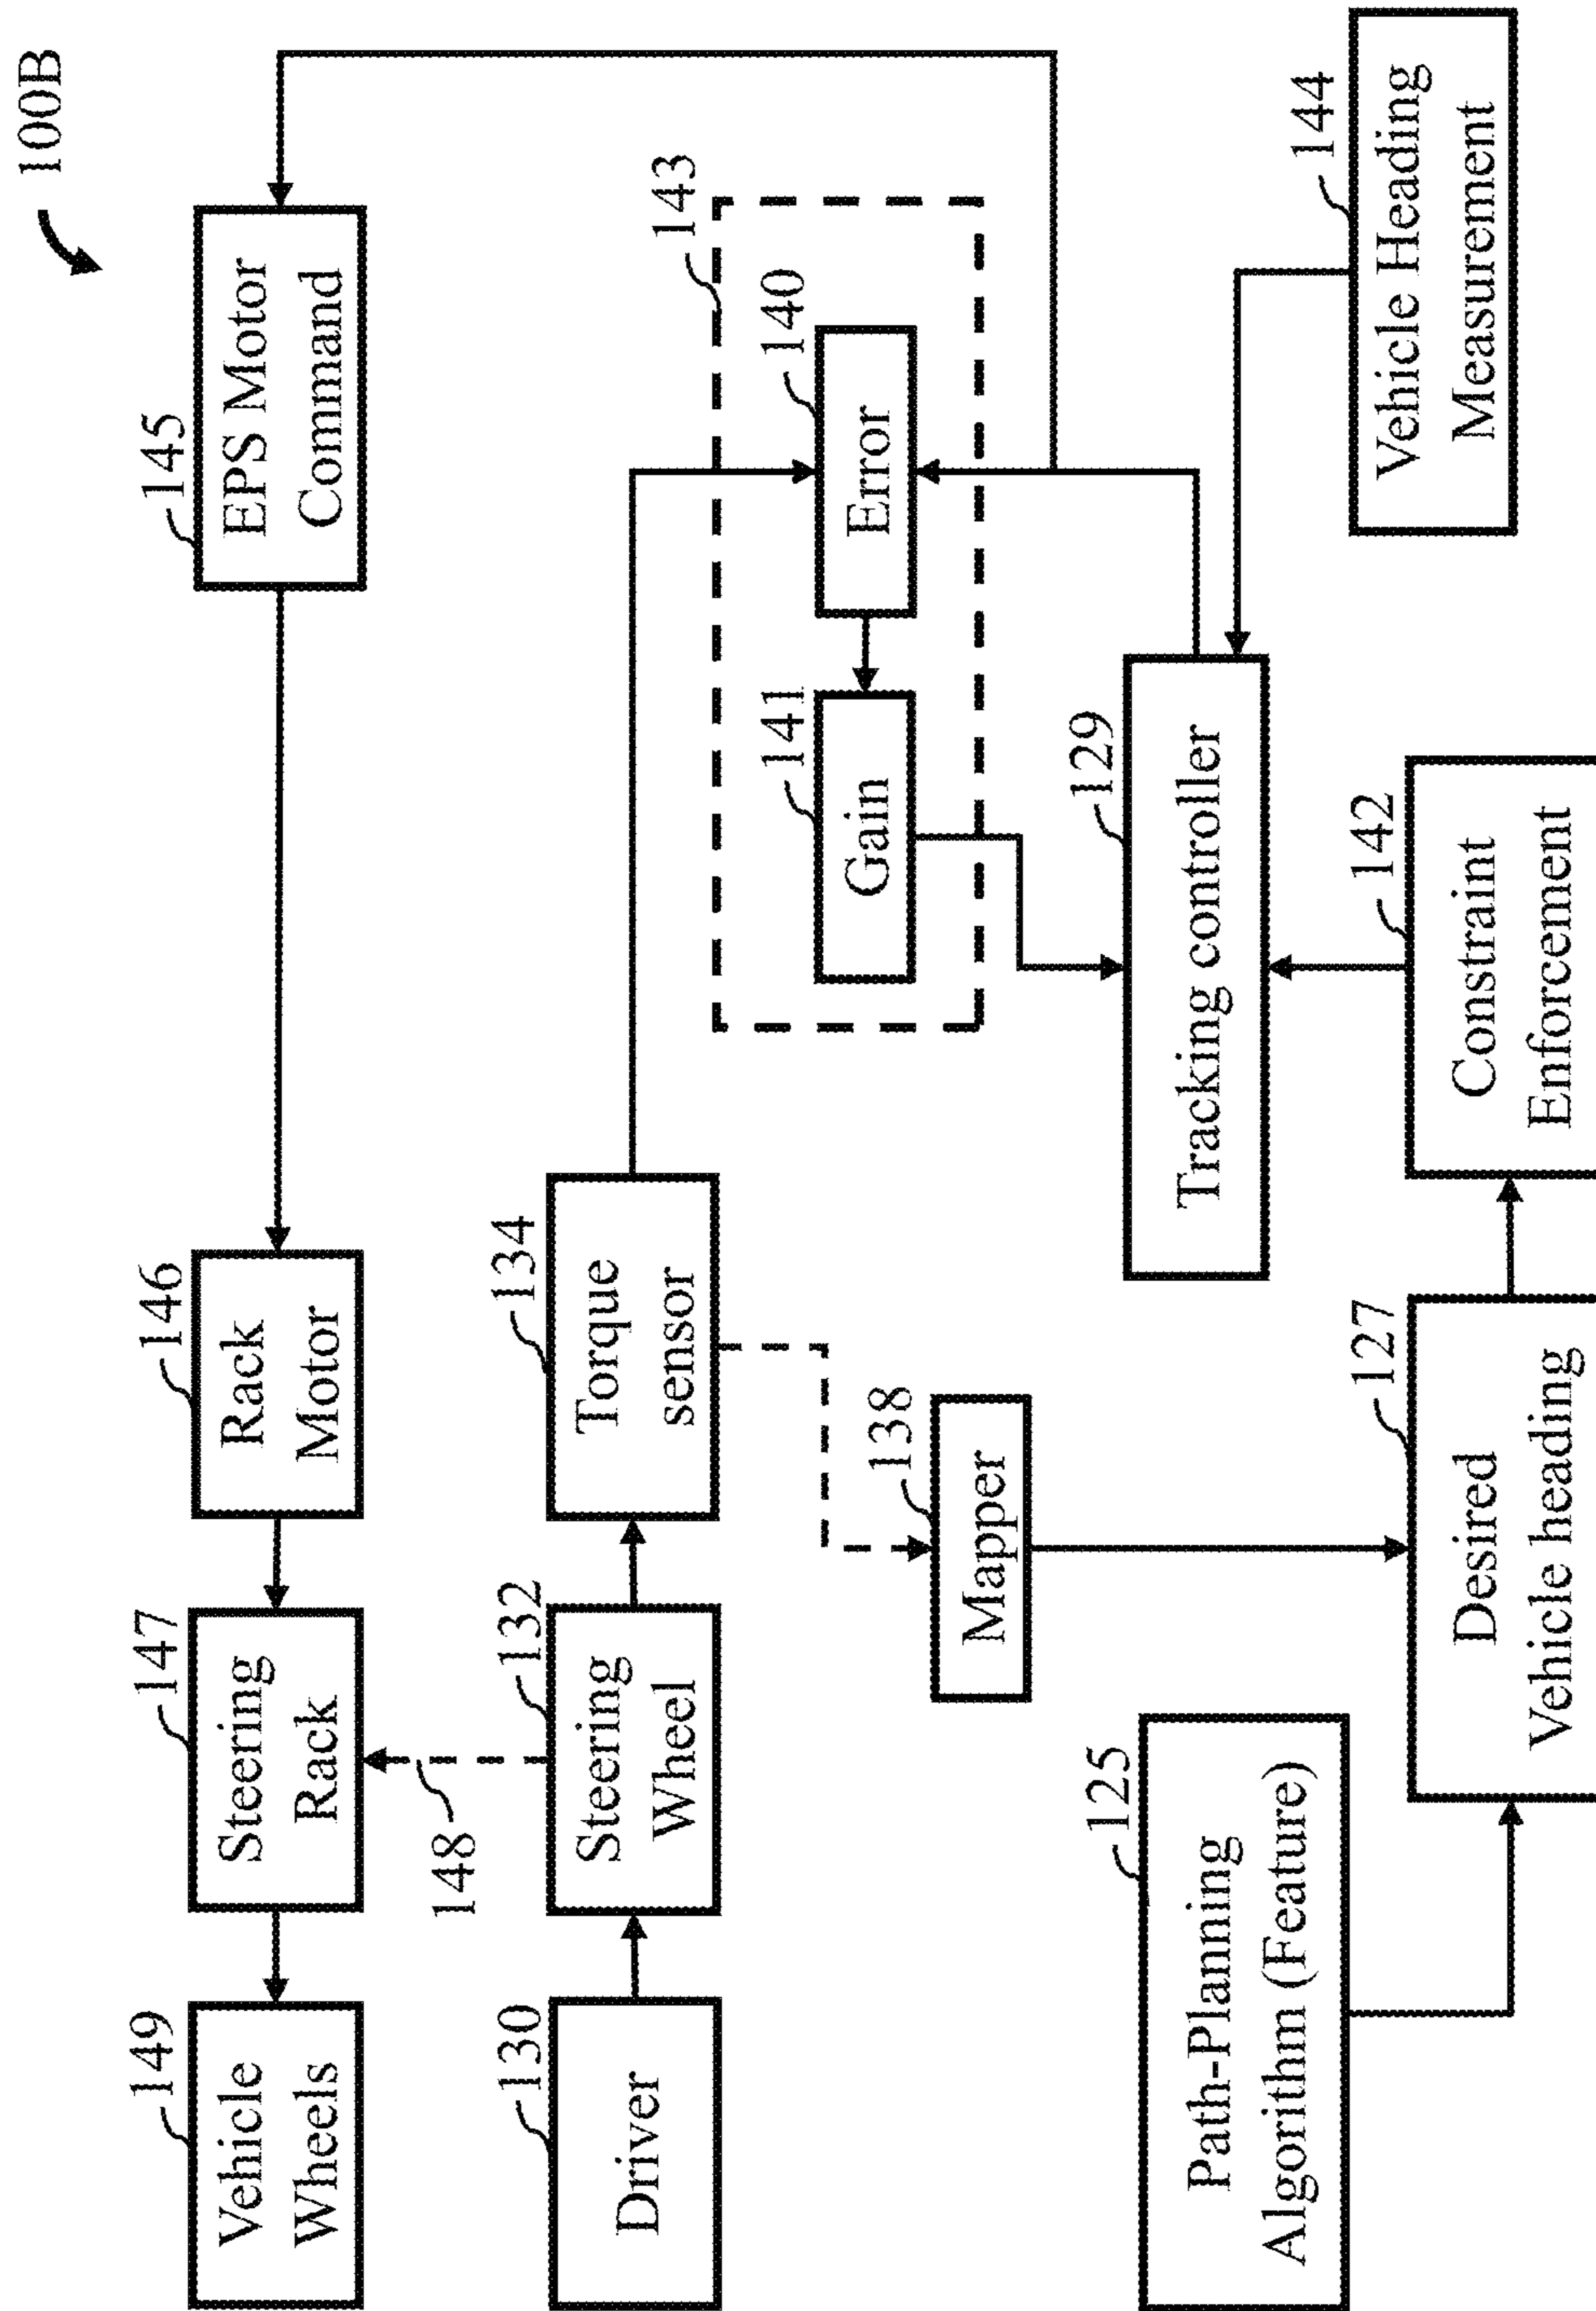 100B
149
Vehicle
Wheels
147
Steering
Rack
146
Rack
Motor
145
EPS Motor
Command
148
130
Driver
132
Steering
Wheel
134
Torque
sensor
143
141
Gain
140
Error
138
Mapper
129
Tracking controller
125
Path-Planning
Algorithm (Feature)
127
Desired
Vehicle heading
142
Constraint
Enforcement
144
Vehicle Heading
Measurement